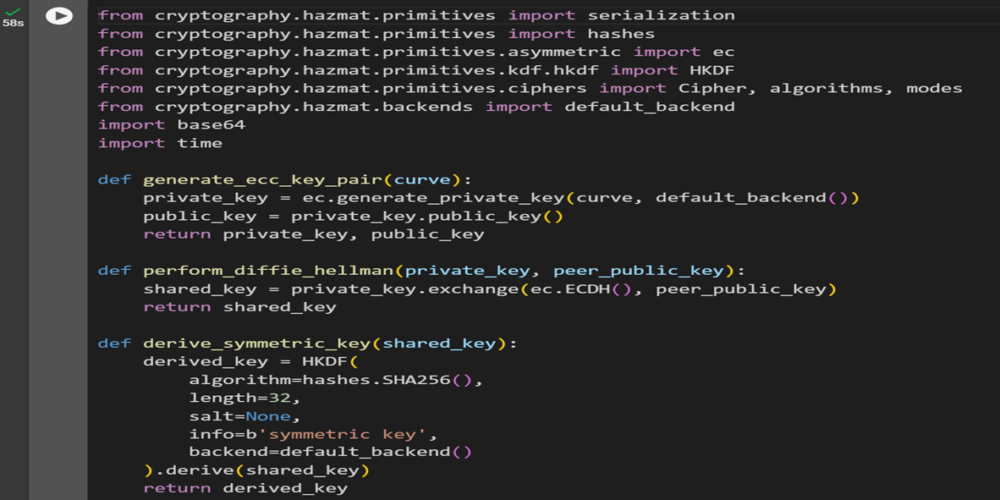 58s
from cryptography.hazmat.primitives import serialization
from cryptography.hazmat.primitives import hashes
from cryptography.hazmat.primitives.asymmetric import ec
from cryptography.hazmat.primitives.kdf.hkdf import HKDF
from cryptography.hazmat.primitives.ciphers import Cipher, algorithms, modes
from cryptography.hazmat.backends import default_backend
import base64
import time

def generate_ecc_key_pair(curve):
    private_key = ec.generate_private_key(curve, default_backend())
    public_key = private_key.public_key()
    return private_key, public_key

def perform_diffie_hellman(private_key, peer_public_key):
    shared_key = private_key.exchange(ec.ECDH(), peer_public_key)
    return shared_key

def derive_symmetric_key(shared_key):
    derived_key = HKDF(
        algorithm=hashes.SHA256(),
        length=32,
        salt=None,
        info=b'symmetric key',
        backend=default_backend()
    ).derive(shared_key)
    return derived_key